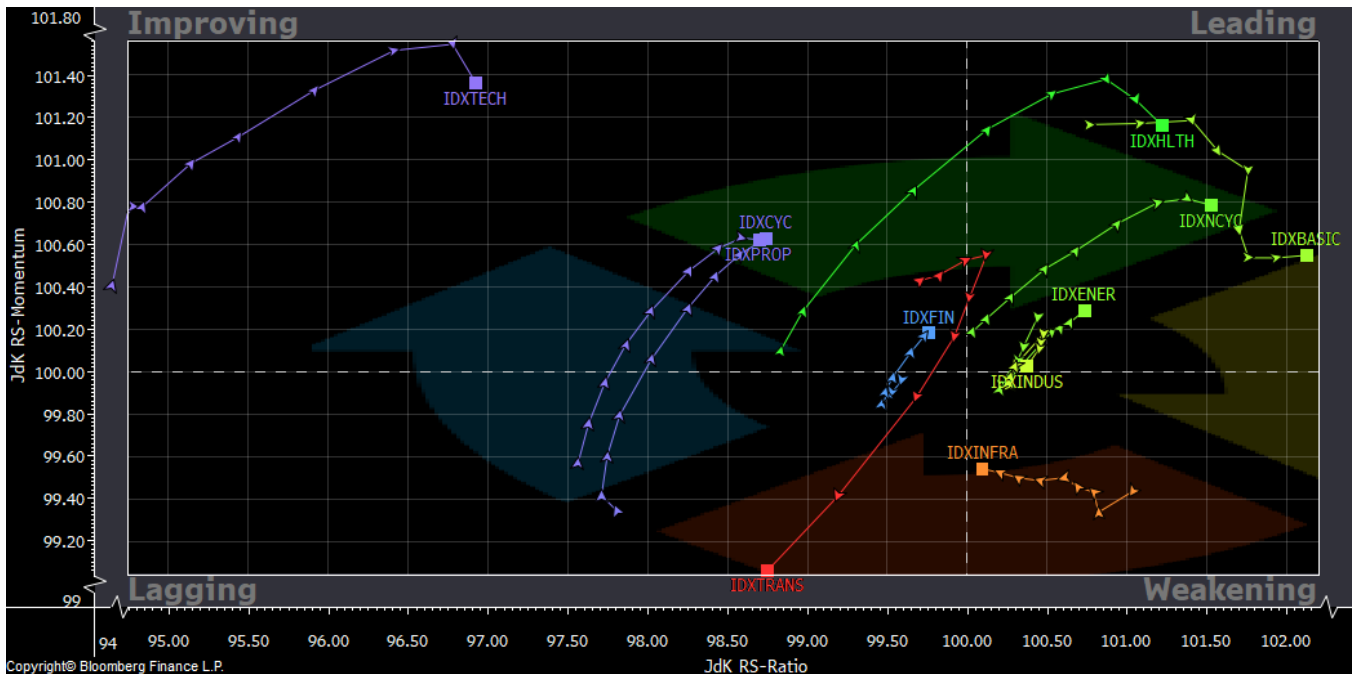 Improving
Leading
101.80
101.40
101.20
101.00
100.80
100.60
100.40
100.20
100.00
99.80
99.60
99.40
99.20
99
JdK RS-Momentum
IDXTECH
IDXHLTH
IDXCYC
IDXNCYC
IDXPROP
IDXBASIC
IDXENER
IDXFIN
IDXINDUS
IDXINFRA
IDXTRANS
Lagging
Weakening
94
95.00
95.50
96.00
96.50
97.00
97.50
98.00
98.50
99.00
99.50
100.00
100.50
101.00
101.50
102.00
JdK RS-Ratio
Copyright© Bloomberg Finance L.P.